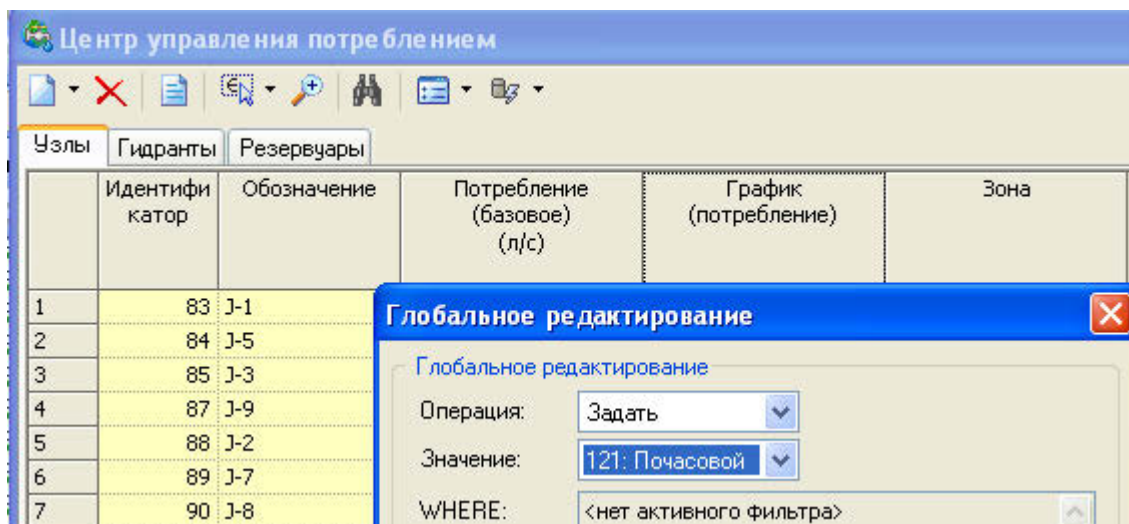 Центр управления потреблением
Узлы Гидранты Резервуары
Идентифи Обозначение Потребление График Зона
катор (базовое) (потребление)
(л/с)
1 83 J-1
Глобальное редактирование
2 84 J-5
3 85 J-3
Глобальное редактирование
4 87 J-9
Операция: Задать
5 88 J-2
Значение: 121: Почасовой
6 89 J-7
7 90 J-8
WHERE: <нет активного фильтра>